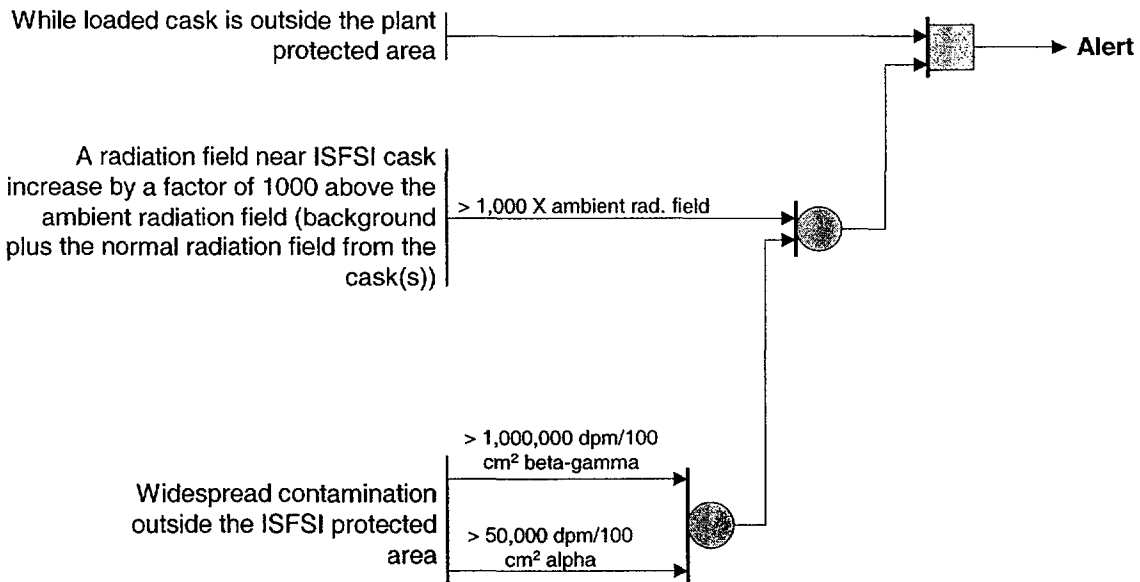 While loaded cask is outside the plant
protected area
Alert
A radiation field near ISFSI cask
increase by a factor of 1000 above the
ambient radiation field (background
plus the normal radiation field from the
cask(s))
> 1,000 X ambient rad. field
> 1,000,000 dpm/100
cm² beta-gamma
Widespread contamination
outside the ISFSI protected
area
> 50,000 dpm/100
cm² alpha